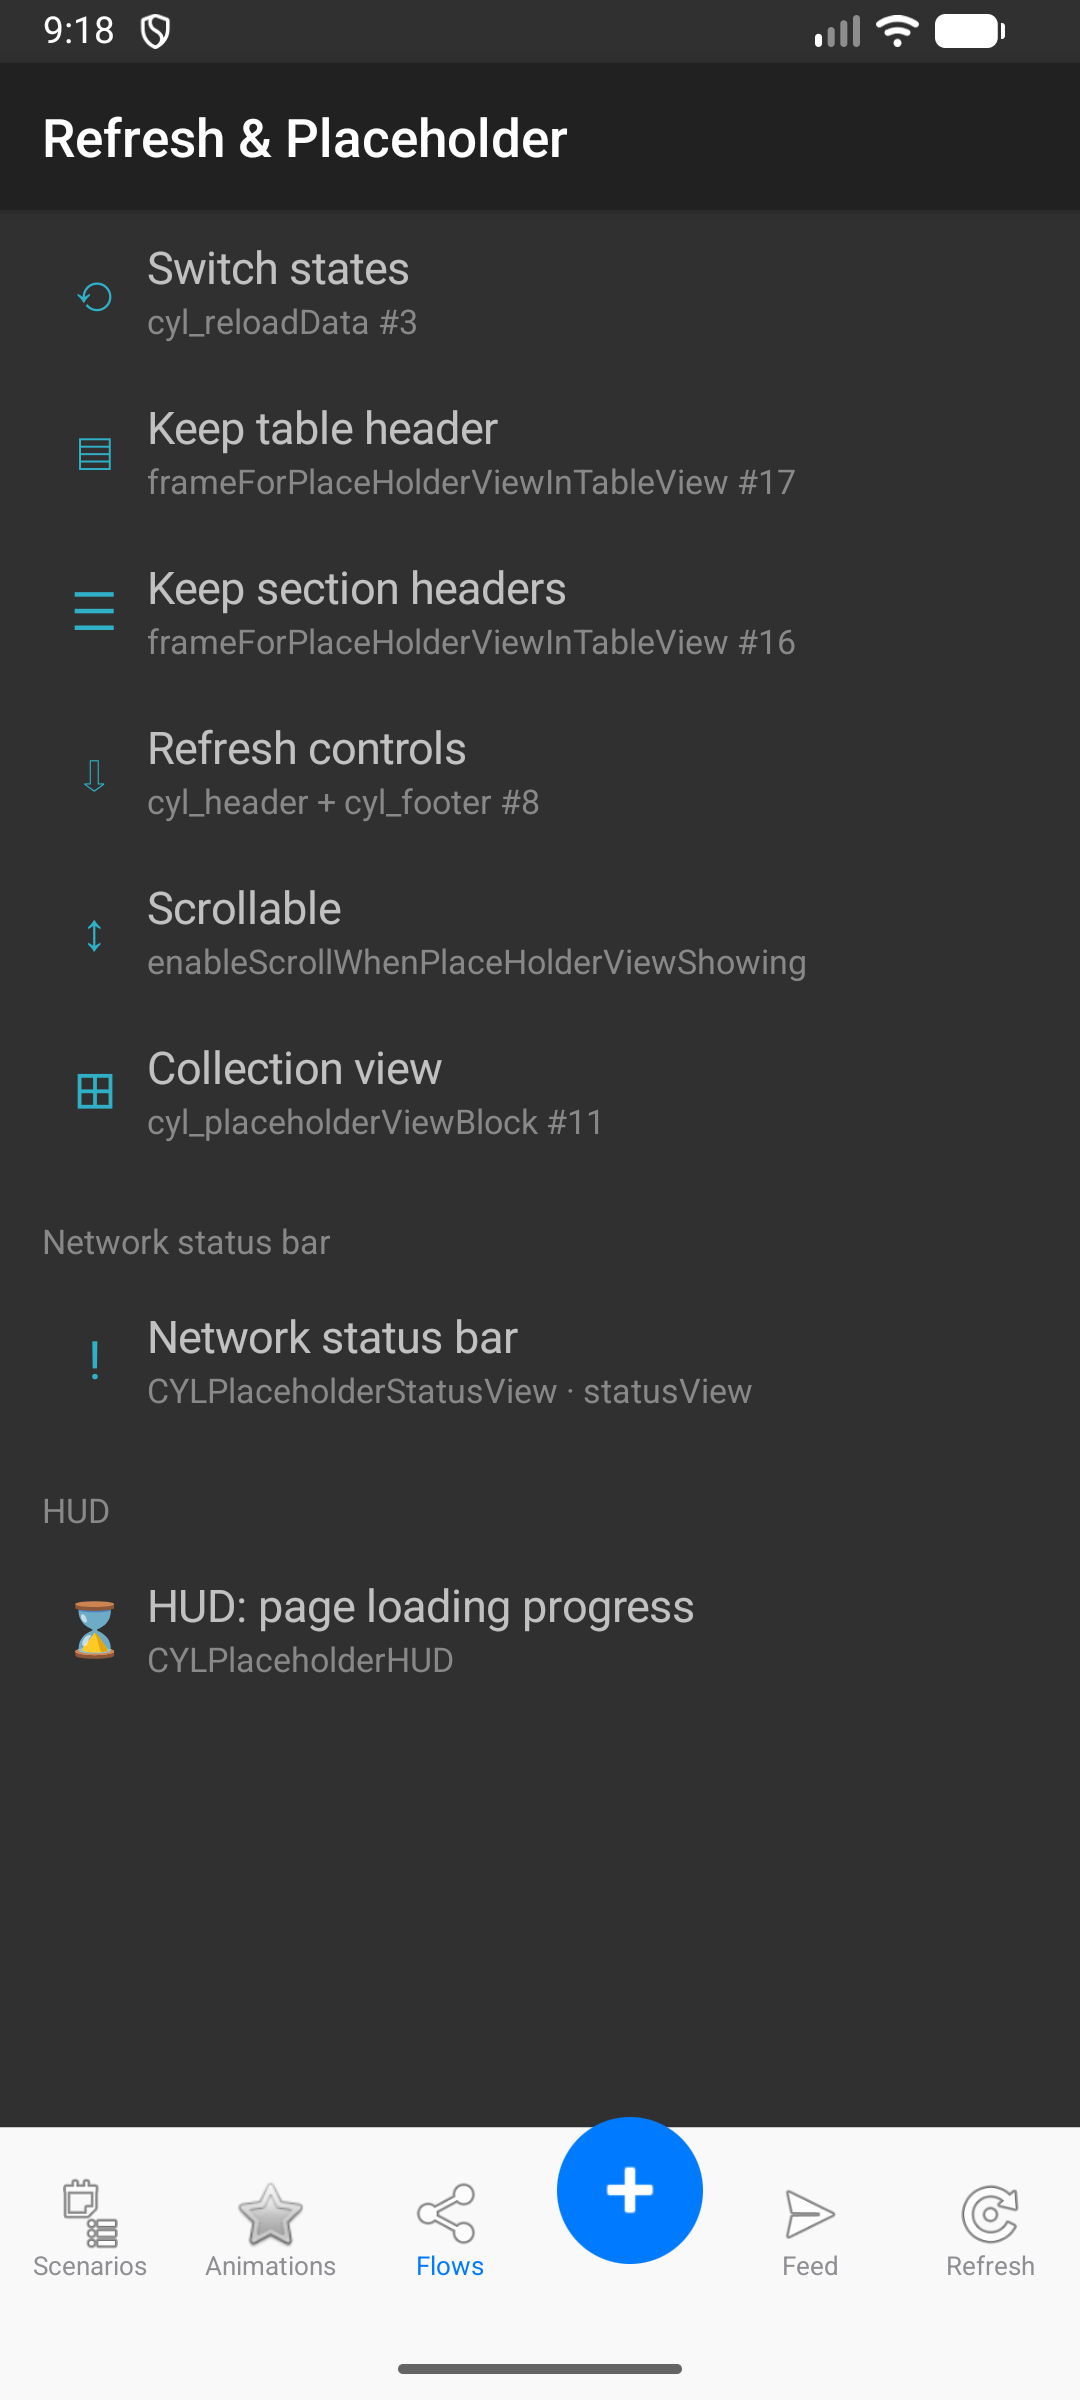 9:18
Refresh & Placeholder
Switch states
cyl_reloadData #3
Keep table header
frameForPlaceHolderViewInTableView #17
Keep section headers
frameForPlaceHolderViewInTableView #16
Refresh controls
cyl_header + cyl_footer #8
Scrollable
enableScrollWhenPlaceHolderViewShowing
Collection view
cyl_placeholderViewBlock #11
Network status bar
Network status bar
CYLPlaceholderStatusView · statusView
HUD
HUD: page loading progress
CYLPlaceholderHUD
Scenarios
Animations
Flows
Feed
Refresh